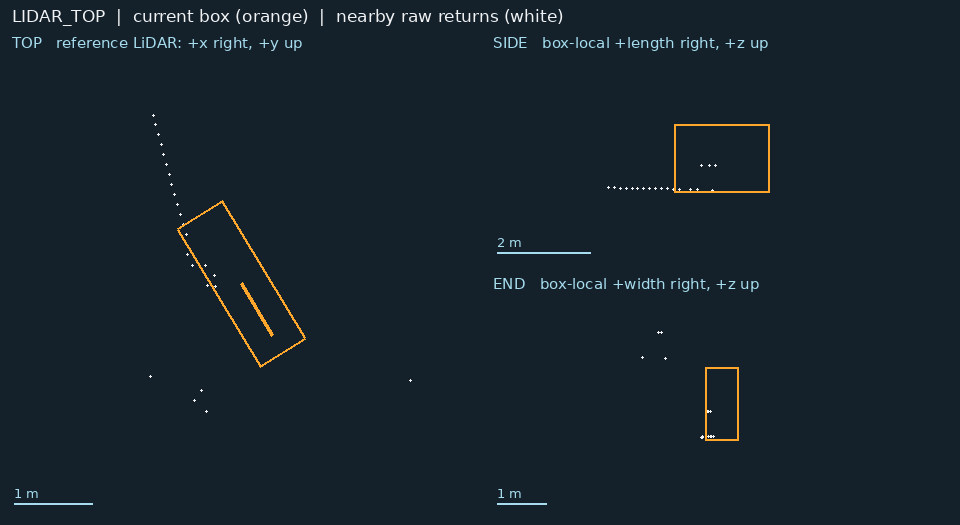 LIDAR_TOP | current box (orange) | nearby raw returns (white)
TOP reference LiDAR: +x right, +y up
SIDE box-local +length right, +z up
2 m
END box-local +width right, +z up
1 m
1 m